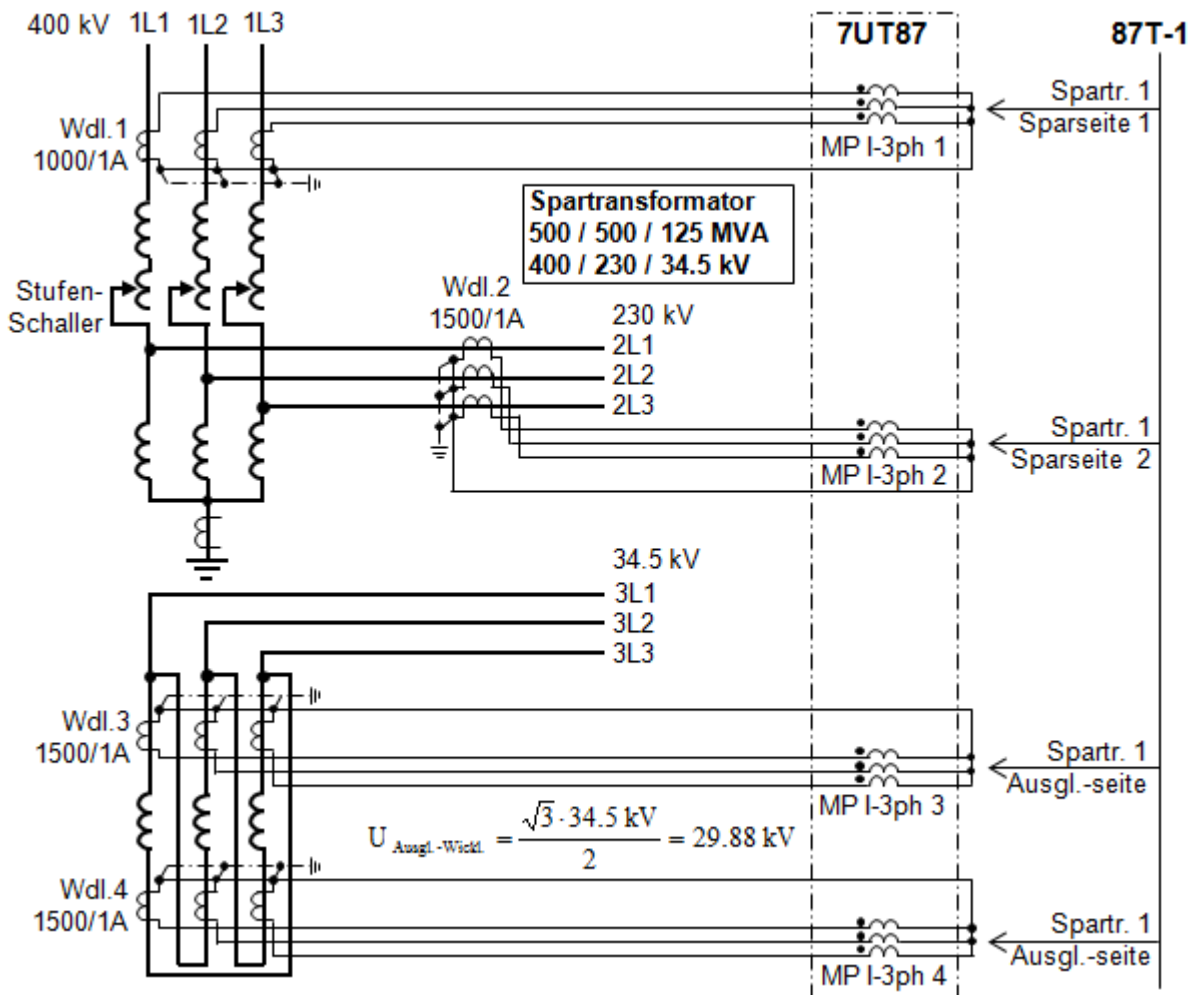 400 kV 1L1 1L2 1L3
7UT87
87T-1
Wdl.1
1000/1A
MP I-3ph 1
Spartr. 1
Sparseite 1
Spartransformator
500 / 500 / 125 MVA
400 / 230 / 34.5 kV
Stufen-
Schaller
Wdl.2
1500/1A
230 kV
2L1
2L2
2L3
MP I-3ph 2
Spartr. 1
Sparseite 2
34.5 kV
3L1
3L2
3L3
Wdl.3
1500/1A
MP I-3ph 3
Spartr. 1
Ausgl.-seite
U Ausgl.-Wickl. = √3 · 34.5 kV / 2 = 29.88 kV
Wdl.4
1500/1A
MP I-3ph 4
Spartr. 1
Ausgl.-seite